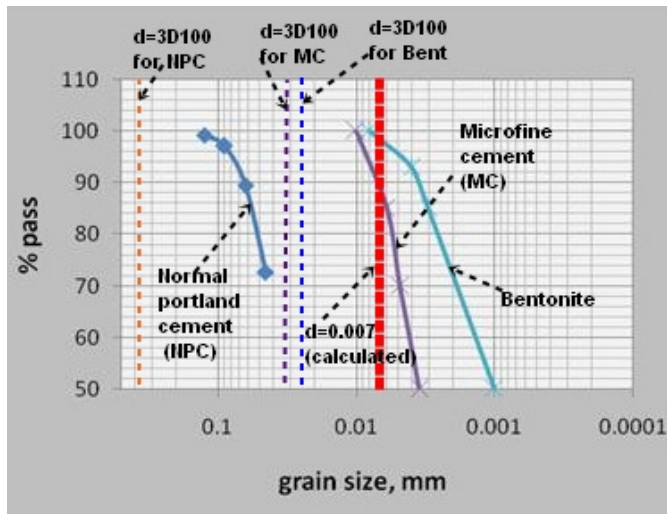 d=3D100
for NPC
d=3D100
for MC
d=3D100
for Bent
110
100
90
80
70
60
50
% pass
Microfine
cement
(MC)
Normal
portland
cement
(NPC)
d=0.007
(calculated)
Bentonite
0.1
0.01
0.001
0.0001
grain size, mm